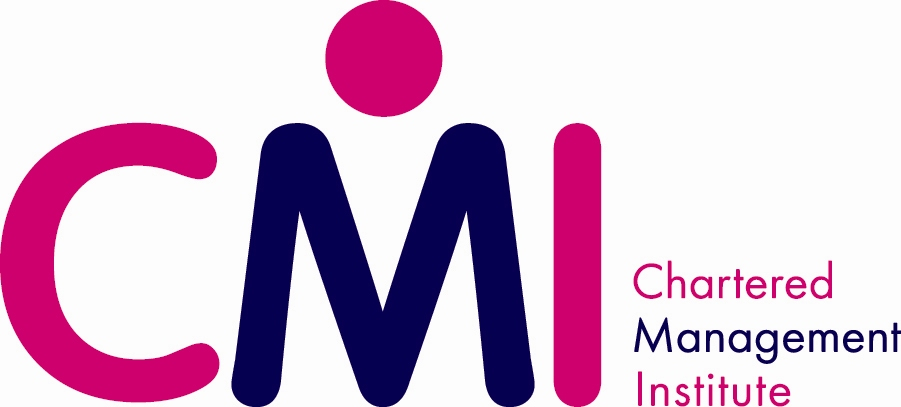 CMI
Chartered
Management
Institute